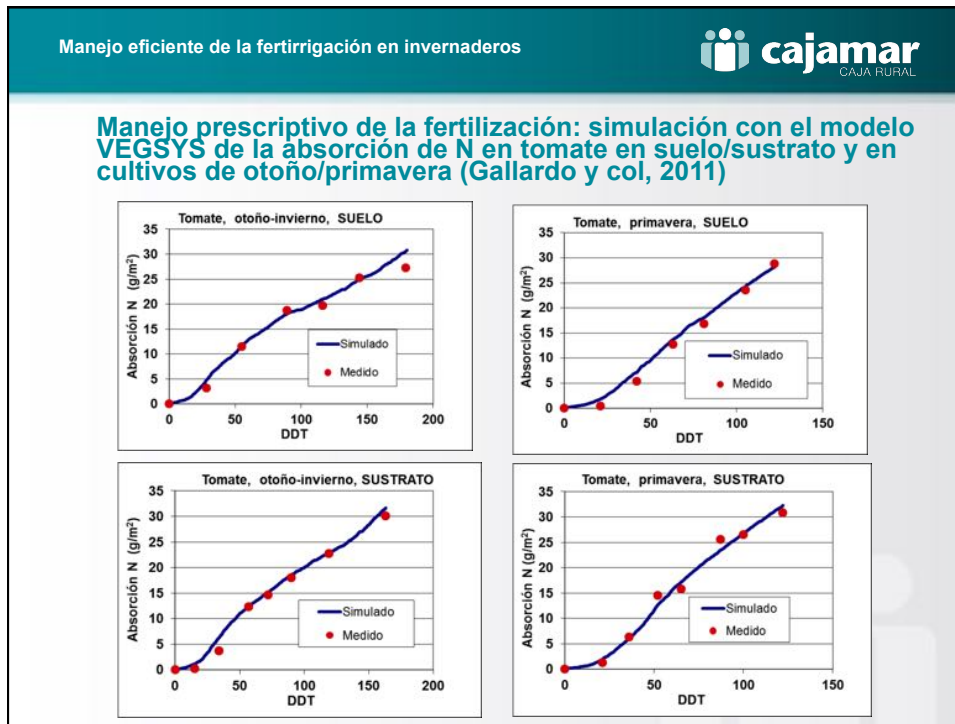 Manejo eficiente de la fertirrigación en invernaderos
cajamar
CAJA RURAL
Manejo prescriptivo de la fertilización: simulación con el modelo
VEGSYS de la absorción de N en tomate en suelo/sustrato y en
cultivos de otoño/primavera (Gallardo y col, 2011)
Tomate, otoño-invierno, SUELO
35
30
25
20
15
10
5
0
Absorción N (g/m²)
Simulado
Medido
0 50 100 150 200
DDT
Tomate, primavera, SUELO
35
30
25
20
15
10
5
0
Absorción N (g/m²)
Simulado
Medido
0 50 100 150
DDT
Tomate, otoño-invierno, SUSTRATO
35
30
25
20
15
10
5
0
Absorción N (g/m²)
Simulado
Medido
0 50 100 150 200
DDT
Tomate, primavera, SUSTRATO
35
30
25
20
15
10
5
0
Absorción N (g/m²)
Simulado
Medido
0 50 100 150
DDT